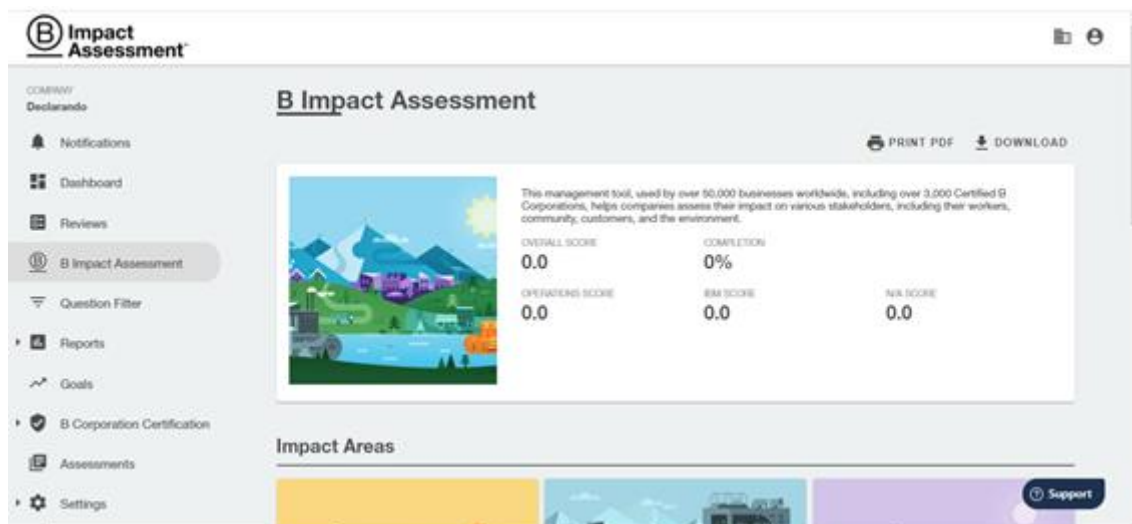 B Impact
Assessment
COMPANY
Declarando
Notifications
Dashboard
Reviews
B Impact Assessment
Question Filter
Reports
Goals
B Corporation Certification
Assessments
Settings
B Impact Assessment
PRINT PDF DOWNLOAD
This management tool, used by over 50,000 businesses worldwide, including over 3,000 Certified B
Corporations, helps companies assess their impact on various stakeholders, including their workers,
community, customers, and the environment.
OVERALL SCORE COMPLETION
0.0 0%
OPERATIONS SCORE IBM SCORE N/A SCORE
0.0 0.0 0.0
Impact Areas
Support